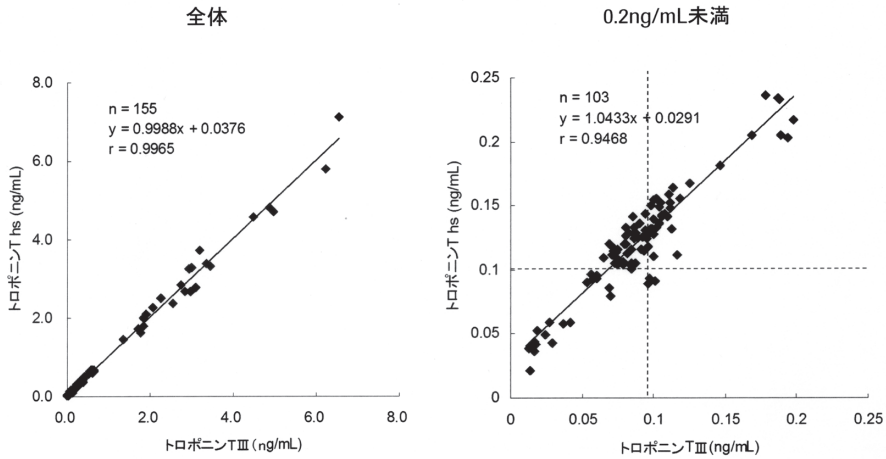 全体
8.0
6.0
4.0
2.0
0.0
n = 155
y = 0.9988x + 0.0376
r = 0.9965
トロポニンT hs (ng/mL)
0.0 2.0 4.0 6.0 8.0
トロポニンTⅢ (ng/mL)
0.2ng/mL未満
0.25
0.2
0.15
0.1
0.05
0
n = 103
y = 1.0433x + 0.0291
r = 0.9468
トロポニンT hs (ng/mL)
0 0.05 0.1 0.15 0.2 0.25
トロポニンTⅢ (ng/mL)